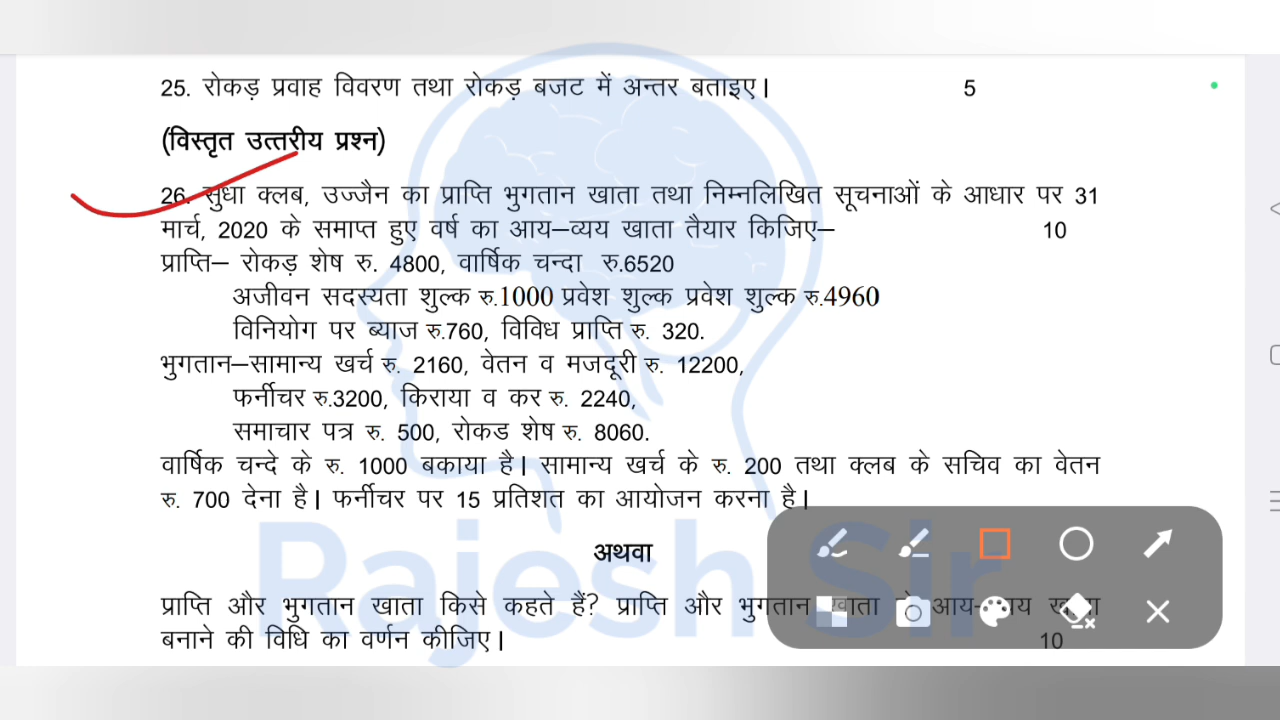 25. रोकड़ प्रवाह विवरण तथा रोकड़ बजट में अन्तर बताइए। 5
(विस्तृत उत्तरीय प्रश्न)
26. सुधा क्लब, उज्जैन का प्राप्ति भुगतान खाता तथा निम्नलिखित सूचनाओं के आधार पर 31
मार्च, 2020 के समाप्त हुए वर्ष का आय–व्यय खाता तैयार किजिए– 10
प्राप्ति– रोकड़ शेष रु. 4800, वार्षिक चन्दा रु.6520
अजीवन सदस्यता शुल्क रु.1000 प्रवेश शुल्क प्रवेश शुल्क रु.4960
विनियोग पर ब्याज रु.760, विविध प्राप्ति रु. 320.
भुगतान–सामान्य खर्च रु. 2160, वेतन व मजदूरी रु. 12200,
फर्नीचर रु.3200, किराया व कर रु. 2240,
समाचार पत्र रु. 500, रोकड शेष रु. 8060.
वार्षिक चन्दे के रु. 1000 बकाया है। सामान्य खर्च के रु. 200 तथा क्लब के सचिव का वेतन
रु. 700 देना है। फर्नीचर पर 15 प्रतिशत का आयोजन करना है।
अथवा
प्राप्ति और भुगतान खाता किसे कहते हैं? प्राप्ति और भुगतान खाता आय-
बनाने की विधि का वर्णन कीजिए। 10
Rajesh Sir